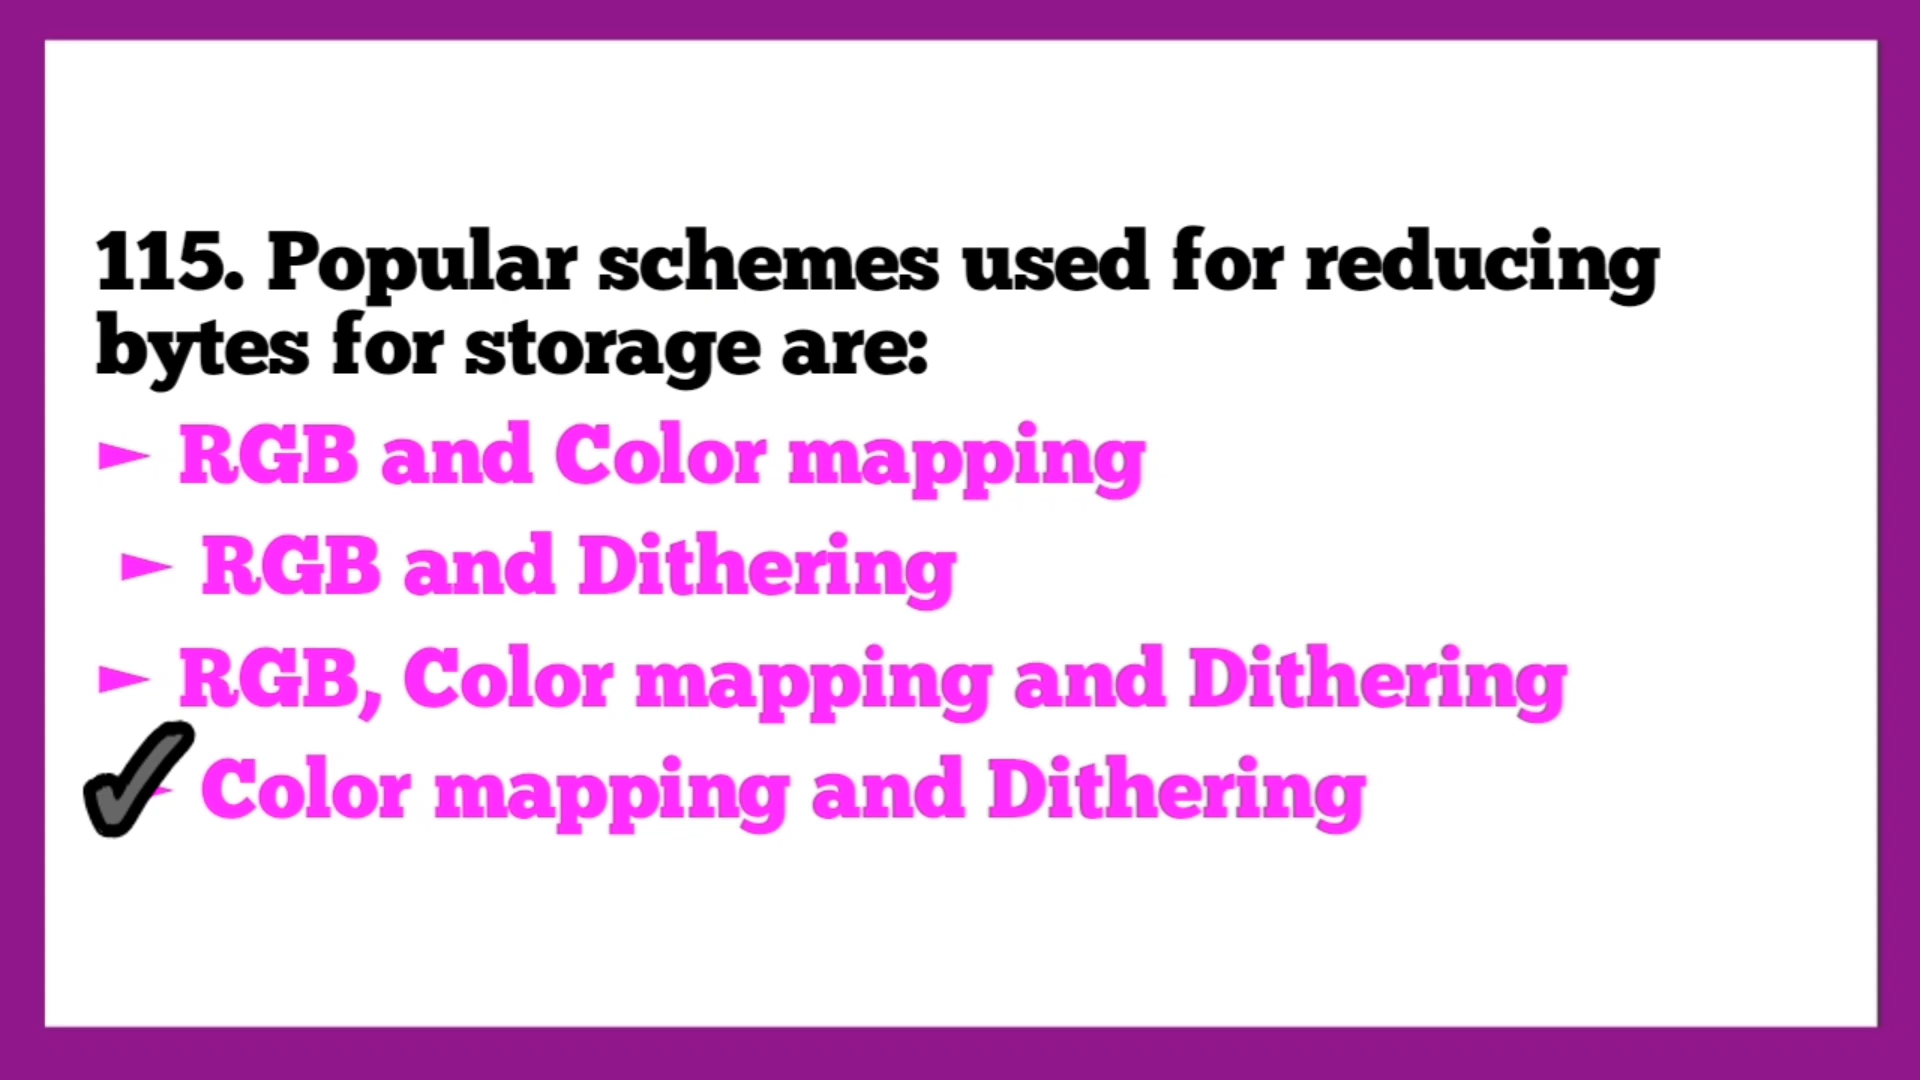 115. Popular schemes used for reducing
bytes for storage are:
► RGB and Color mapping
► RGB and Dithering
► RGB, Color mapping and Dithering
Color mapping and Dithering